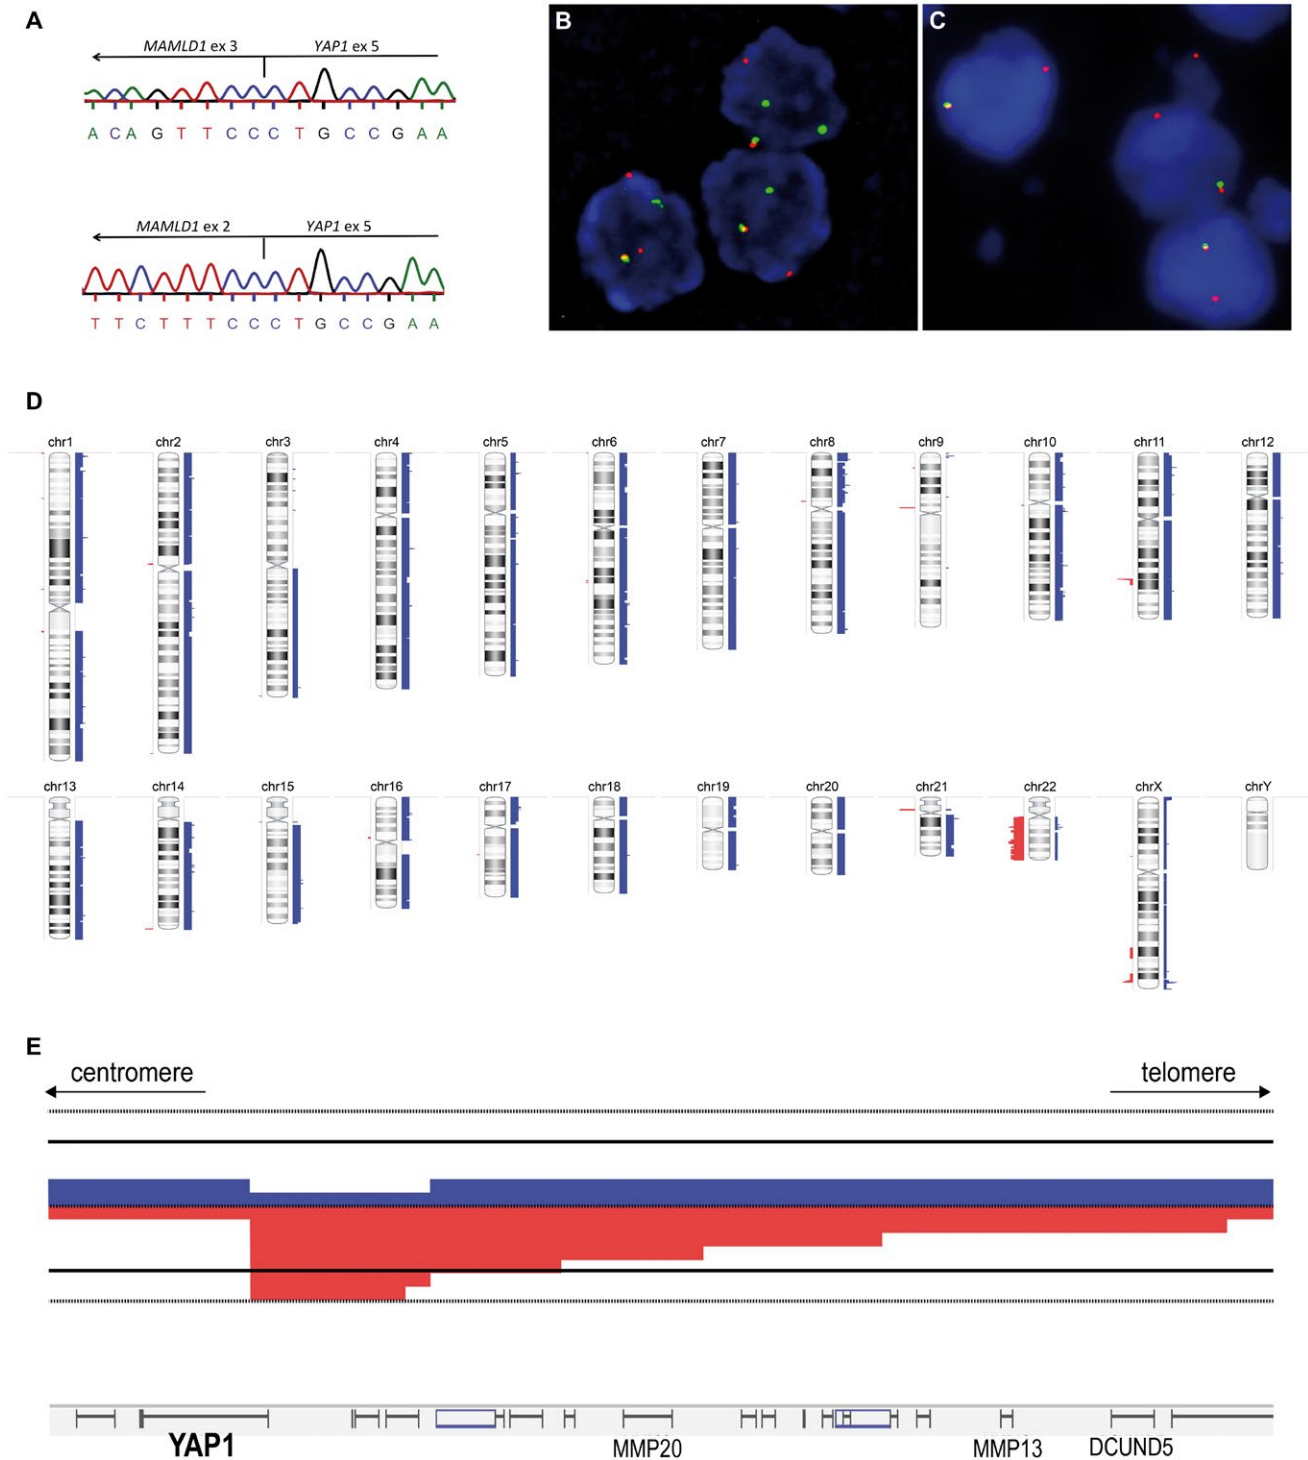 A
MAMLD1 ex 3 YAP1 ex 5
A C A G T T C C C T G C C G A A
MAMLD1 ex 2 YAP1 ex 5
T T C T T T C C C T G C C G A A
B
C
D
chr1 chr2 chr3 chr4 chr5 chr6 chr7 chr8 chr9 chr10 chr11 chr12
chr13 chr14 chr15 chr16 chr17 chr18 chr19 chr20 chr21 chr22 chrX chrY
E
centromere telomere
YAP1 MMP20 MMP13 DCUND5